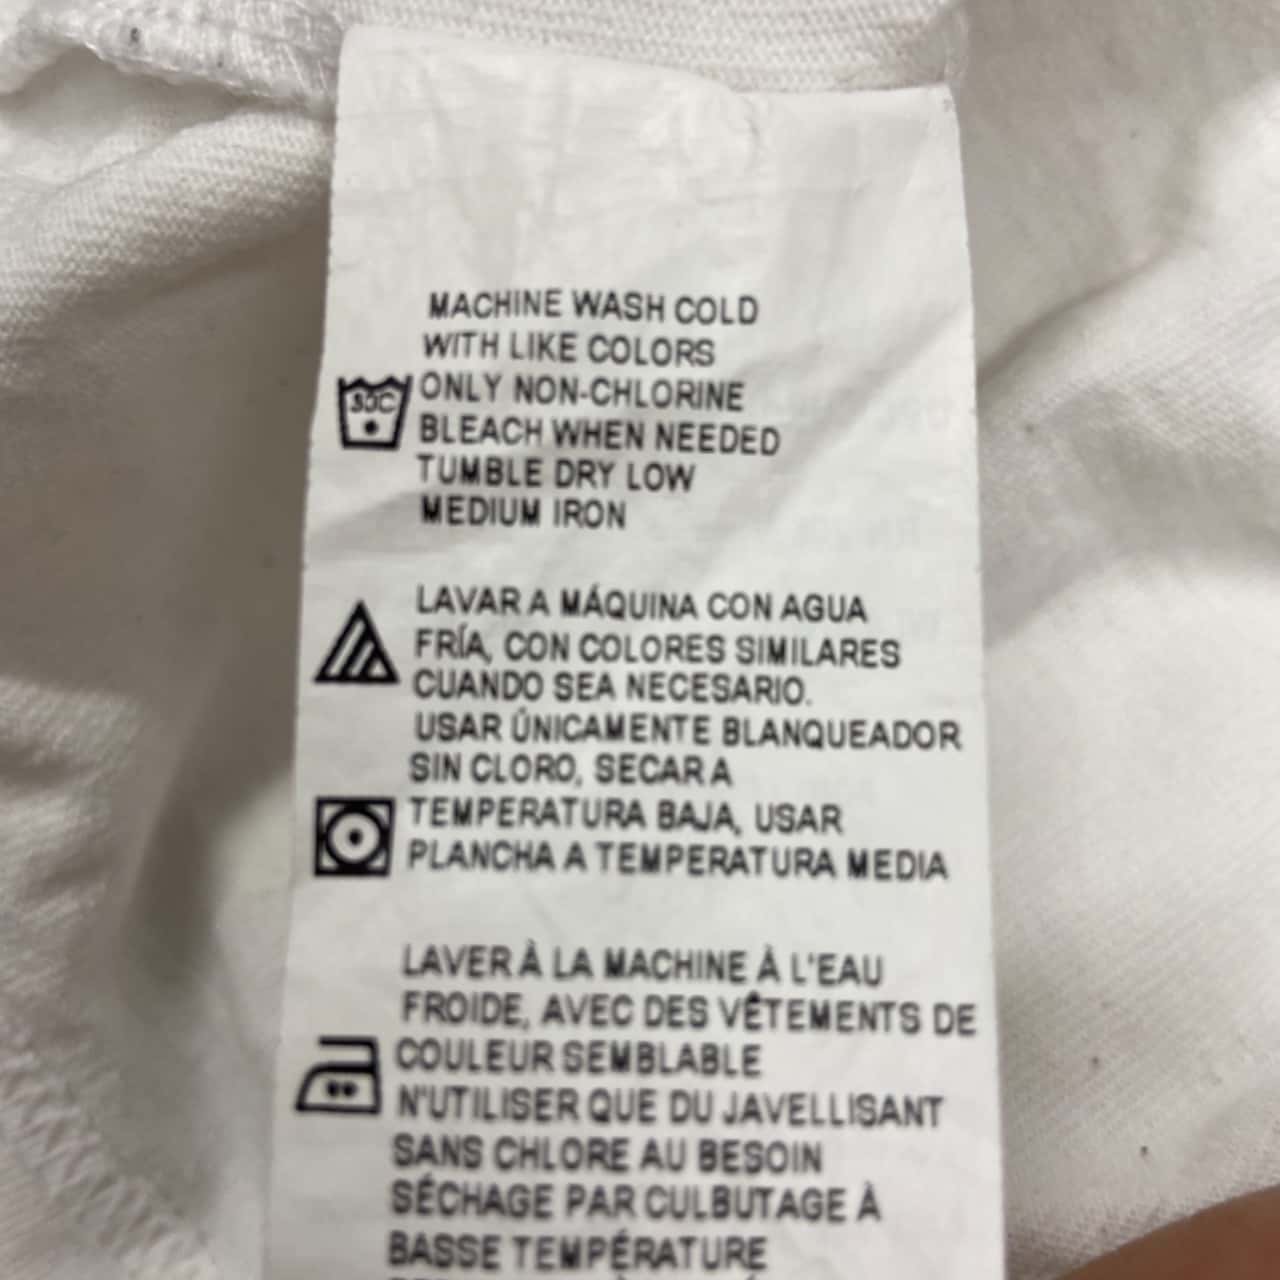 MACHINE WASH COLD
WITH LIKE COLORS
ONLY NON-CHLORINE
BLEACH WHEN NEEDED
TUMBLE DRY LOW
MEDIUM IRON
LAVAR A MÁQUINA CON AGUA
FRÍA, CON COLORES SIMILARES
CUANDO SEA NECESARIO.
USAR ÚNICAMENTE BLANQUEADOR
SIN CLORO, SECAR A
TEMPERATURA BAJA, USAR
PLANCHA A TEMPERATURA MEDIA
LAVER À LA MACHINE À L'EAU
FROIDE, AVEC DES VÊTEMENTS DE
COULEUR SEMBLABLE
N'UTILISER QUE DU JAVELLISANT
SANS CHLORE AU BESOIN
SÉCHAGE PAR CULBUTAGE À
BASSE TEMPÉRATURE